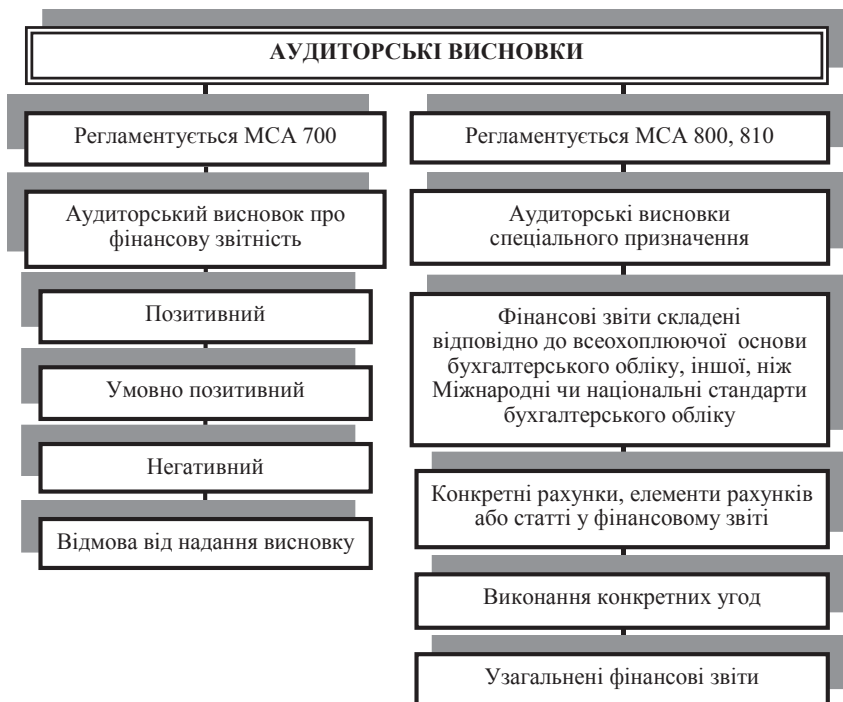 АУДИТОРСЬКІ ВИСНОВКИ
Регламентується МСА 700
Аудиторський висновок про
фінансову звітність
Позитивний
Умовно позитивний
Негативний
Відмова від надання висновку
Регламентується МСА 800, 810
Аудиторські висновки
спеціального призначення
Фінансові звіти складені
відповідно до всеохоплюючої основи
бухгалтерського обліку, іншої, ніж
Міжнародні чи національні стандарти
бухгалтерського обліку
Конкретні рахунки, елементи рахунків
або статті у фінансовому звіті
Виконання конкретних угод
Узагальнені фінансові звіти